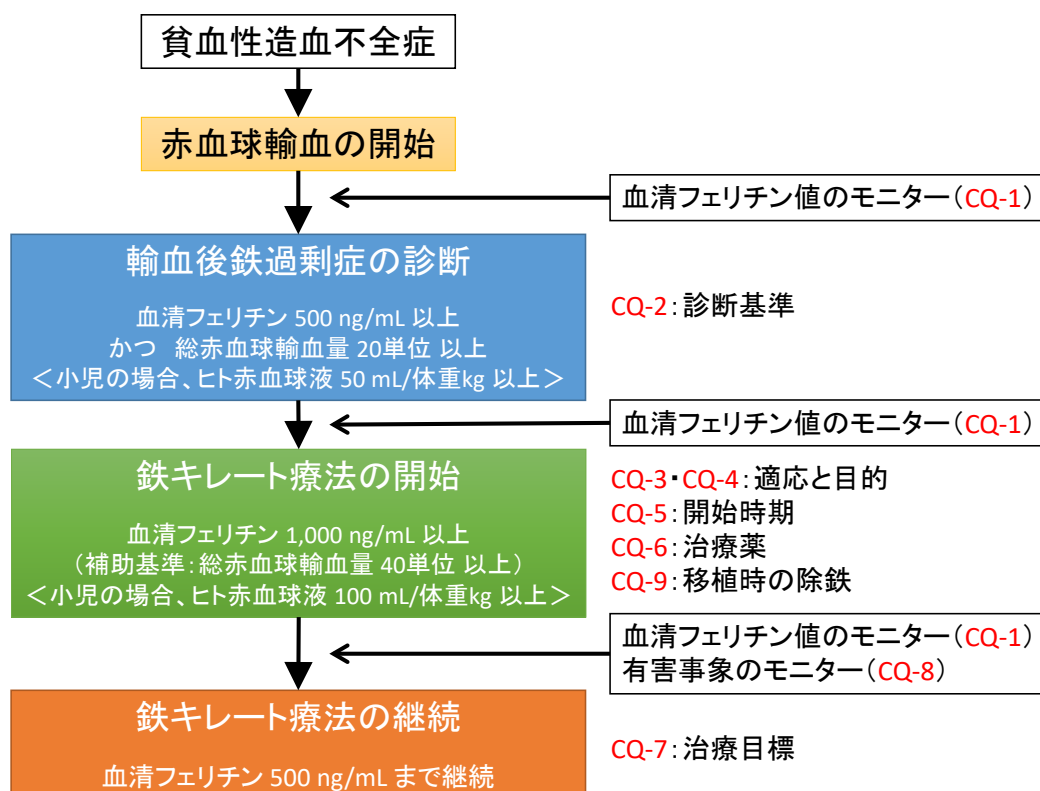 貧血性造血不全症
赤血球輸血の開始
血清フェリチン値のモニター(CQ-1)
輸血後鉄過剰症の診断
血清フェリチン 500 ng/mL 以上
かつ 総赤血球輸血量 20単位 以上
<小児の場合、ヒト赤血球液 50 mL/体重kg 以上>
CQ-2:診断基準
血清フェリチン値のモニター(CQ-1)
鉄キレート療法の開始
血清フェリチン 1,000 ng/mL 以上
(補助基準:総赤血球輸血量 40単位 以上)
<小児の場合、ヒト赤血球液 100 mL/体重kg 以上>
CQ-3・CQ-4:適応と目的
CQ-5:開始時期
CQ-6:治療薬
CQ-9:移植時の除鉄
血清フェリチン値のモニター(CQ-1)
有害事象のモニター(CQ-8)
鉄キレート療法の継続
血清フェリチン 500 ng/mL まで継続
CQ-7:治療目標